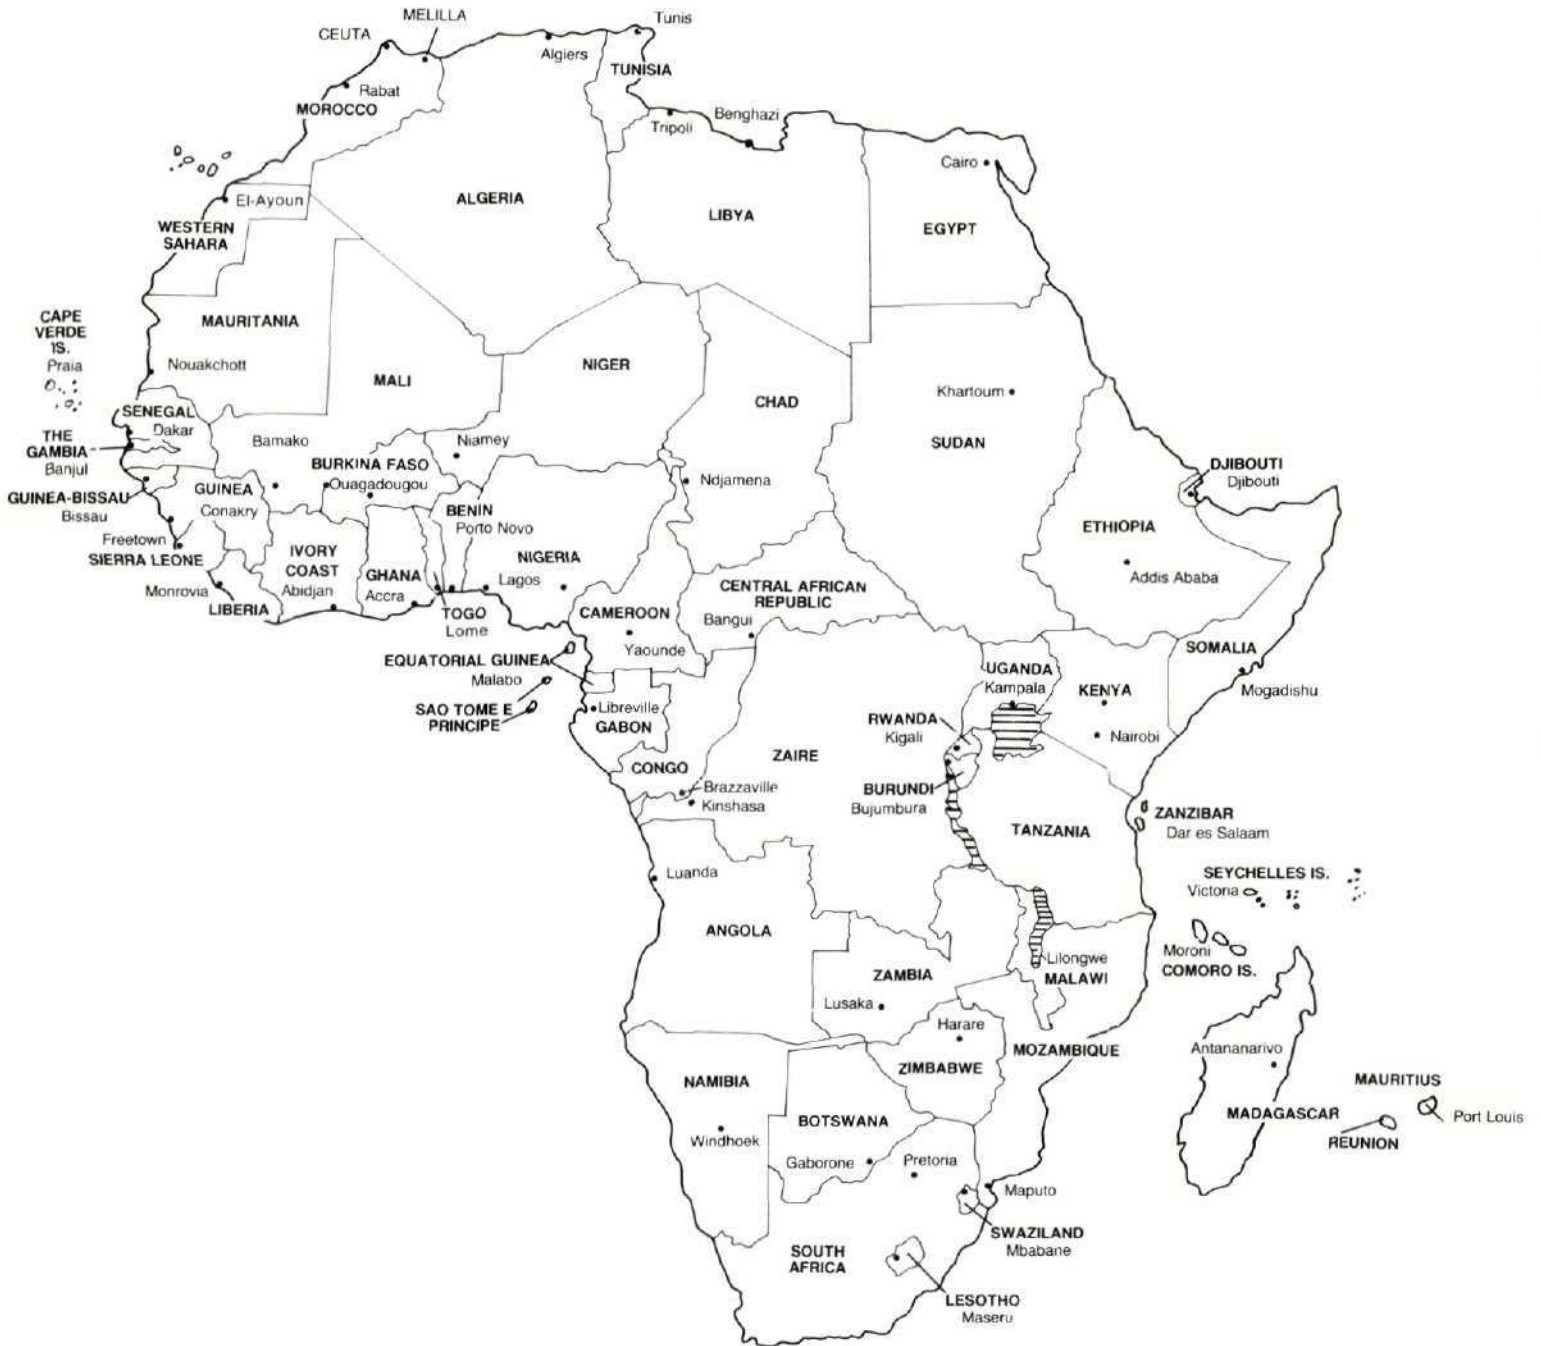 MELILLA
Tunis
CEUTA
Algiers
TUNISIA
Rabat
MOROCCO
Benghazi
Tripoli
Cairo
El-Ayoun
ALGERIA
LIBYA
EGYPT
WESTERN
SAHARA
CAPE
VERDE
IS.
Praia
MAURITANIA
Nouakchott
MALI
NIGER
CHAD
Khartoum
SUDAN
SENEGAL
Dakar
THE
GAMBIA
Banjul
Bamako
Niamey
BURKINA FASO
Ouagadougou
Ndjamena
DJIBOUTI
Djibouti
GUINEA-BISSAU
Bissau
GUINEA
Conakry
BENIN
Porto Novo
ETHIOPIA
Addis Ababa
Freetown
SIERRA LEONE
IVORY
COAST
Abidjan
GHANA
Accra
NIGERIA
Lagos
Monrovia
LIBERIA
TOGO
Lome
CAMEROON
Yaounde
CENTRAL AFRICAN
REPUBLIC
Bangui
EQUATORIAL GUINEA
Malabo
SOMALIA
Mogadishu
UGANDA
Kampala
KENYA
Nairobi
SAO TOME E
PRINCIPE
Libreville
GABON
RWANDA
Kigali
ZAIRE
CONGO
Brazzaville
Kinshasa
BURUNDI
Bujumbura
TANZANIA
ZANZIBAR
Dar es Salaam
Luanda
SEYCHELLES IS.
Victoria
ANGOLA
Moroni
COMORO IS.
Lilongwe
MALAWI
ZAMBIA
Lusaka
Harare
ZIMBABWE
MOZAMBIQUE
Antananarivo
NAMIBIA
Windhoek
BOTSWANA
Gaborone
Pretoria
MADAGASCAR
MAURITIUS
Port Louis
REUNION
Maputo
SWAZILAND
Mbabane
SOUTH
AFRICA
LESOTHO
Maseru